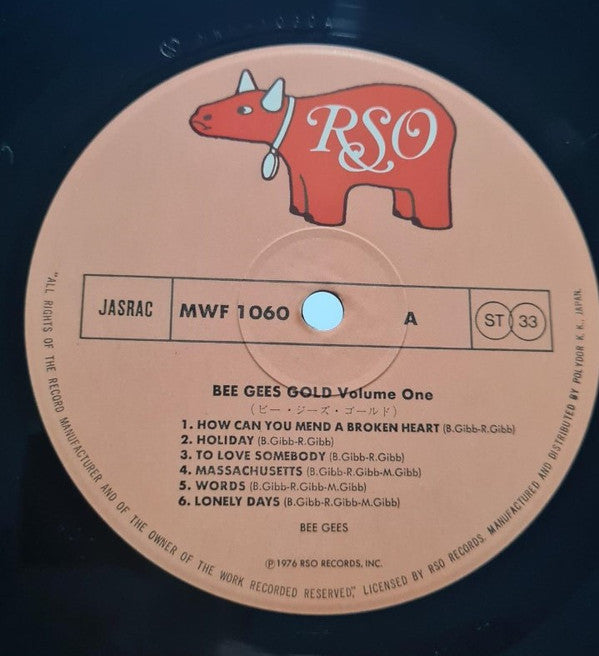 RSO
JASRAC
MWF 1060
A
ST 33
BEE GEES GOLD Volume One
(ビー・ジーズ・ゴールド)
1. HOW CAN YOU MEND A BROKEN HEART (B.Gibb-R.Gibb)
2. HOLIDAY (B.Gibb-R.Gibb)
3. TO LOVE SOMEBODY (B.Gibb-R.Gibb)
4. MASSACHUSETTS (B.Gibb-R.Gibb-M.Gibb)
5. WORDS (B.Gibb-R.Gibb-M.Gibb)
6. LONELY DAYS (B.Gibb-R.Gibb-M.Gibb)
BEE GEES
Ⓟ1976 RSO RECORDS, INC.
"ALL RIGHTS OF THE RECORD MANUFACTURER AND OF THE OWNER OF THE WORK RECORDED RESERVED," LICENSED BY RSO RECORDS. MANUFACTURED AND DISTRIBUTED BY POLYDOR K. K., JAPAN.